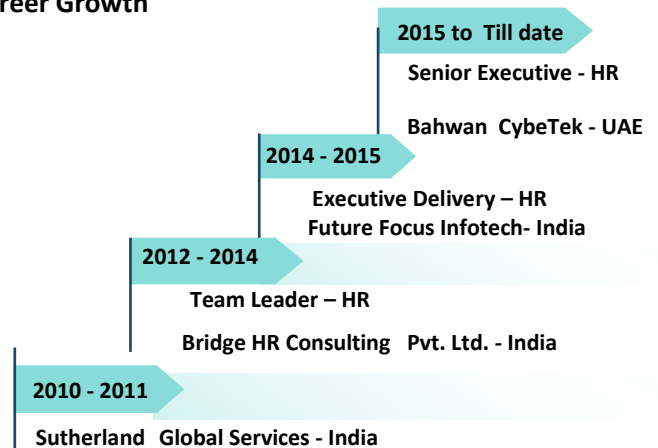 reer Growth
2015 to Till date
Senior Executive - HR
Bahwan CybeTek - UAE
2014 - 2015
Executive Delivery – HR
Future Focus Infotech- India
2012 - 2014
Team Leader – HR
Bridge HR Consulting Pvt. Ltd. - India
2010 - 2011
Sutherland Global Services - India